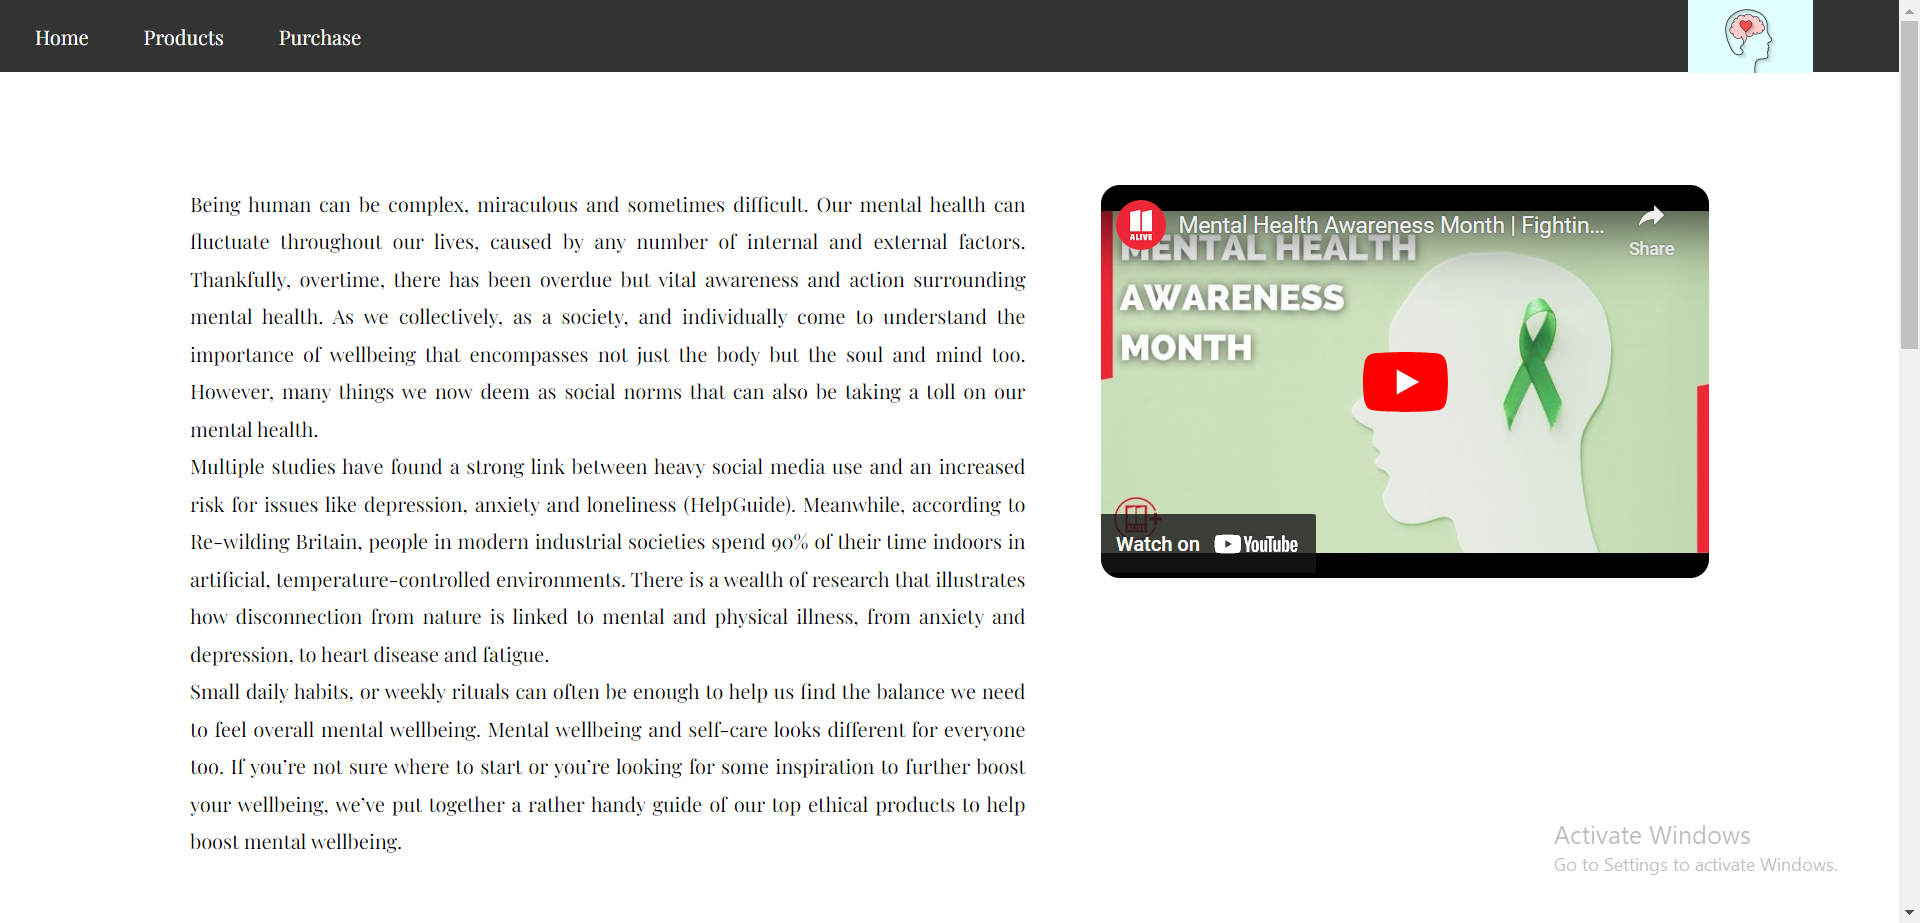 Home Products Purchase
Being human can be complex, miraculous and sometimes difficult. Our mental health can
fluctuate throughout our lives, caused by any number of internal and external factors.
Thankfully, overtime, there has been overdue but vital awareness and action surrounding
mental health. As we collectively, as a society, and individually come to understand the
importance of wellbeing that encompasses not just the body but the soul and mind too.
However, many things we now deem as social norms that can also be taking a toll on our
mental health.
Multiple studies have found a strong link between heavy social media use and an increased
risk for issues like depression, anxiety and loneliness (HelpGuide). Meanwhile, according to
Re-wilding Britain, people in modern industrial societies spend 90% of their time indoors in
artificial, temperature-controlled environments. There is a wealth of research that illustrates
how disconnection from nature is linked to mental and physical illness, from anxiety and
depression, to heart disease and fatigue.
Small daily habits, or weekly rituals can often be enough to help us find the balance we need
to feel overall mental wellbeing. Mental wellbeing and self-care looks different for everyone
too. If you’re not sure where to start or you’re looking for some inspiration to further boost
your wellbeing, we’ve put together a rather handy guide of our top ethical products to help
boost mental wellbeing.
ALIVE
Mental Health Awareness Month | Fightin...
Share
MENTAL HEALTH
AWARENESS
MONTH
ALIVE
Watch on YouTube
Activate Windows
Go to Settings to activate Windows.